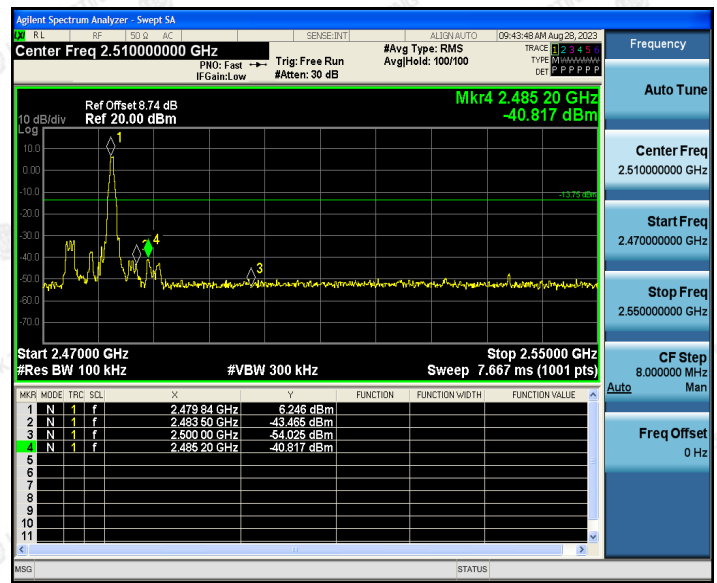 Agilent Spectrum Analyzer - Swept SA
RL RF 50 Ω AC SENSE:INT ALIGN AUTO 09:43:48 AM Aug 28, 2023
Center Freq 2.510000000 GHz
PNO: Fast
IFGain:Low
Trig: Free Run
#Atten: 30 dB
#Avg Type: RMS
Avg|Hold: 100/100
TRACE 1 2 3 4 5 6
TYPE M
DET P P P P P P
Mkr4 2.485 20 GHz
-40.817 dBm
Ref Offset 8.74 dB
10 dB/div Ref 20.00 dBm
Log
10.0
0.00
-10.0
-20.0
-30.0
-40.0
-50.0
-60.0
-70.0
-13.75 dBm
1
4
3
Start 2.47000 GHz Stop 2.55000 GHz
#Res BW 100 kHz #VBW 300 kHz Sweep 7.667 ms (1001 pts)
MKR MODE TRC SCL X Y FUNCTION FUNCTION WIDTH FUNCTION VALUE
1 N 1 f 2.479 84 GHz 6.246 dBm
2 N 1 f 2.483 50 GHz -43.465 dBm
3 N 1 f 2.500 00 GHz -54.025 dBm
4 N 1 f 2.485 20 GHz -40.817 dBm
5
6
7
8
9
10
11
MSG STATUS
Frequency
Auto Tune
Center Freq
2.510000000 GHz
Start Freq
2.470000000 GHz
Stop Freq
2.550000000 GHz
CF Step
8.000000 MHz
Auto Man
Freq Offset
0 Hz